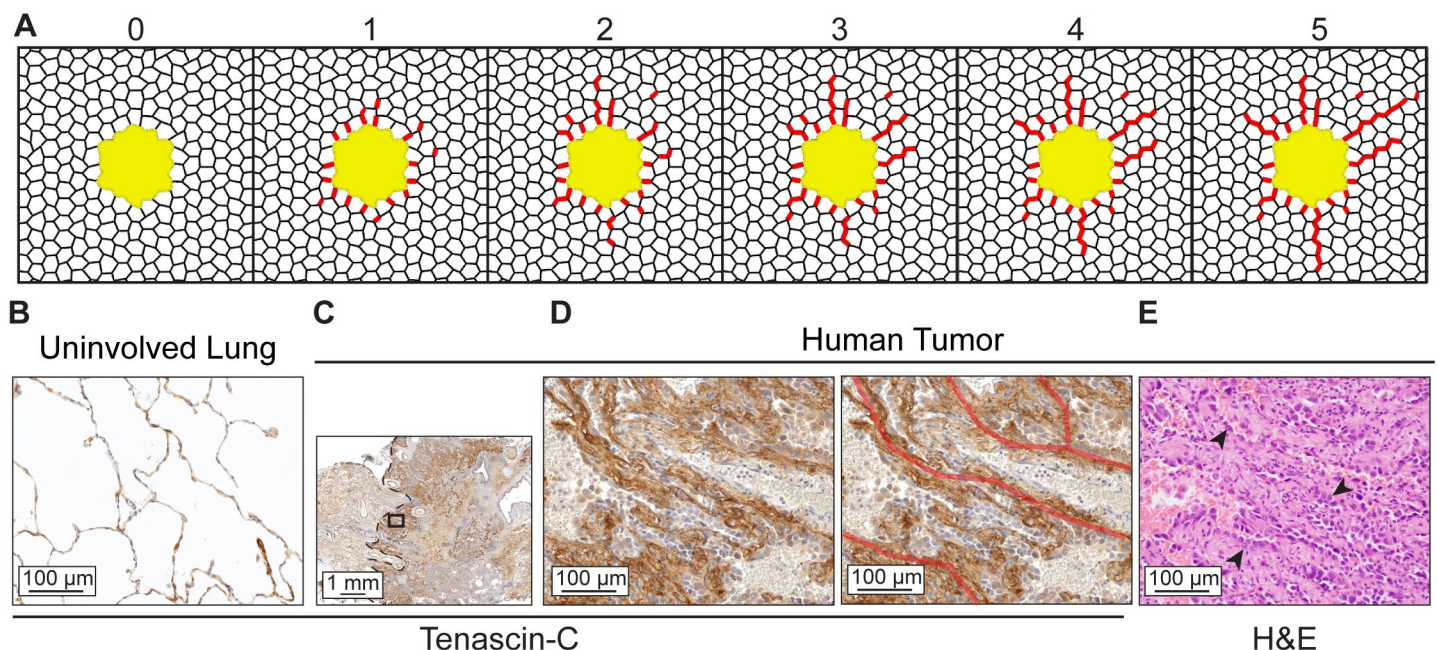 A
0 1 2 3 4 5
B C D E
Uninvolved Lung
Human Tumor
100 µm
1 mm
100 µm
100 µm
100 µm
Tenascin-C
H&E